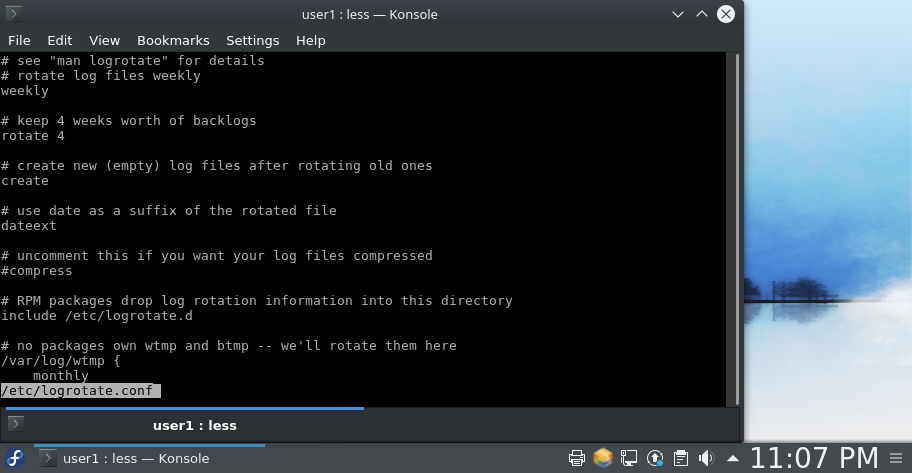 user1 : less — Konsole
File Edit View Bookmarks Settings Help
# see "man logrotate" for details
# rotate log files weekly
weekly
# keep 4 weeks worth of backlogs
rotate 4
# create new (empty) log files after rotating old ones
create
# use date as a suffix of the rotated file
dateext
# uncomment this if you want your log files compressed
#compress
# RPM packages drop log rotation information into this directory
include /etc/logrotate.d
# no packages own wtmp and btmp -- we'll rotate them here
/var/log/wtmp {
    monthly
/etc/logrotate.conf
user1 : less
user1 : less — Konsole 11:07 PM